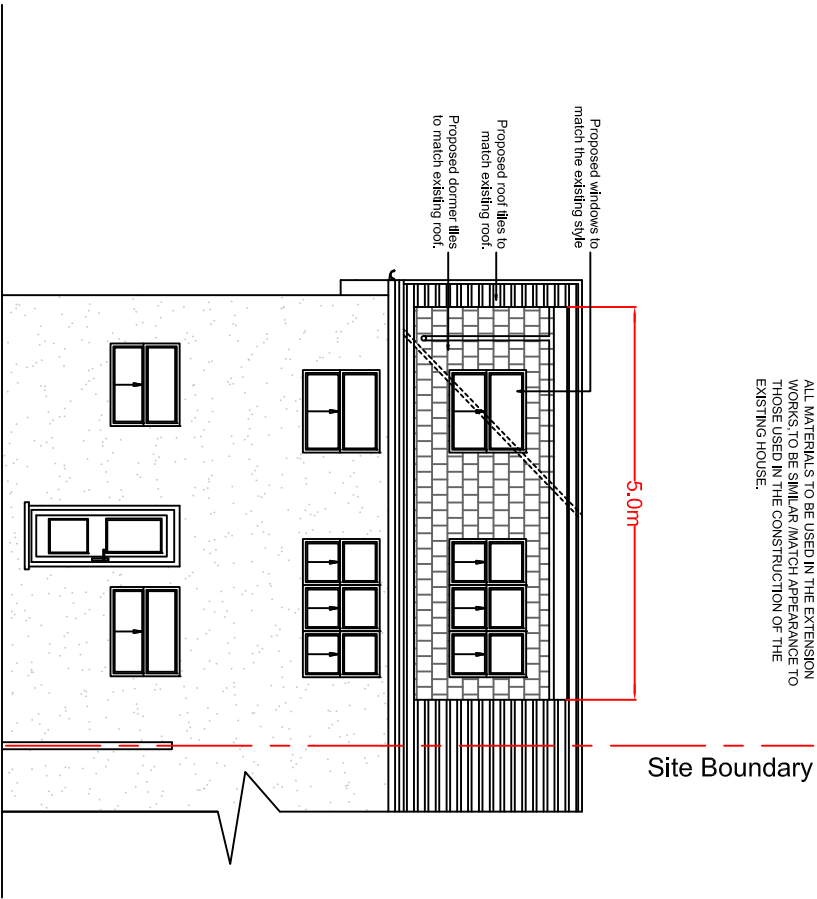 ALL MATERIALS TO BE USED IN THE EXTENSION
WORKS,TO BE SIMILAR /MATCH APPEARANCE TO
THOSE USED IN THE CONSTRUCTION OF THE
EXISTING HOUSE.
Proposed windows to
match the existing style
Proposed roof tiles to
match existing roof.
Proposed dormer tiles
to match existing roof.
5.0m
Site Boundary